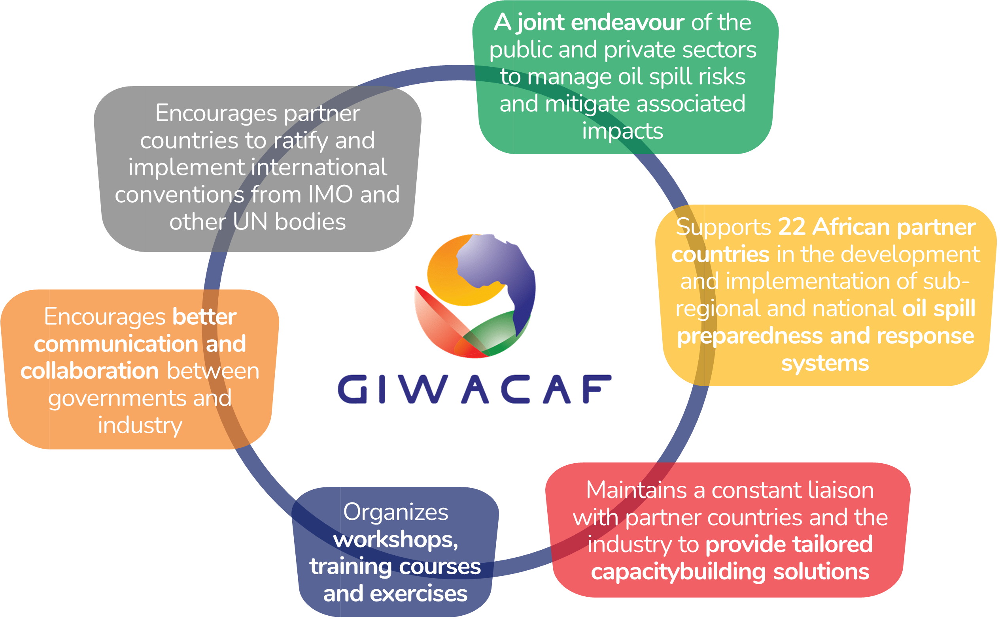 A joint endeavour of the
public and private sectors
to manage oil spill risks
and mitigate associated
impacts
Encourages partner
countries to ratify and
implement international
conventions from IMO and
other UN bodies
Supports 22 African partner
countries in the development
and implementation of sub-
regional and national oil spill
preparedness and response
systems
Encourages better
communication and
collaboration between
governments and
industry
GIWACAF
Maintains a constant liaison
with partner countries and the
industry to provide tailored
capacitybuilding solutions
Organizes
workshops,
training courses
and exercises